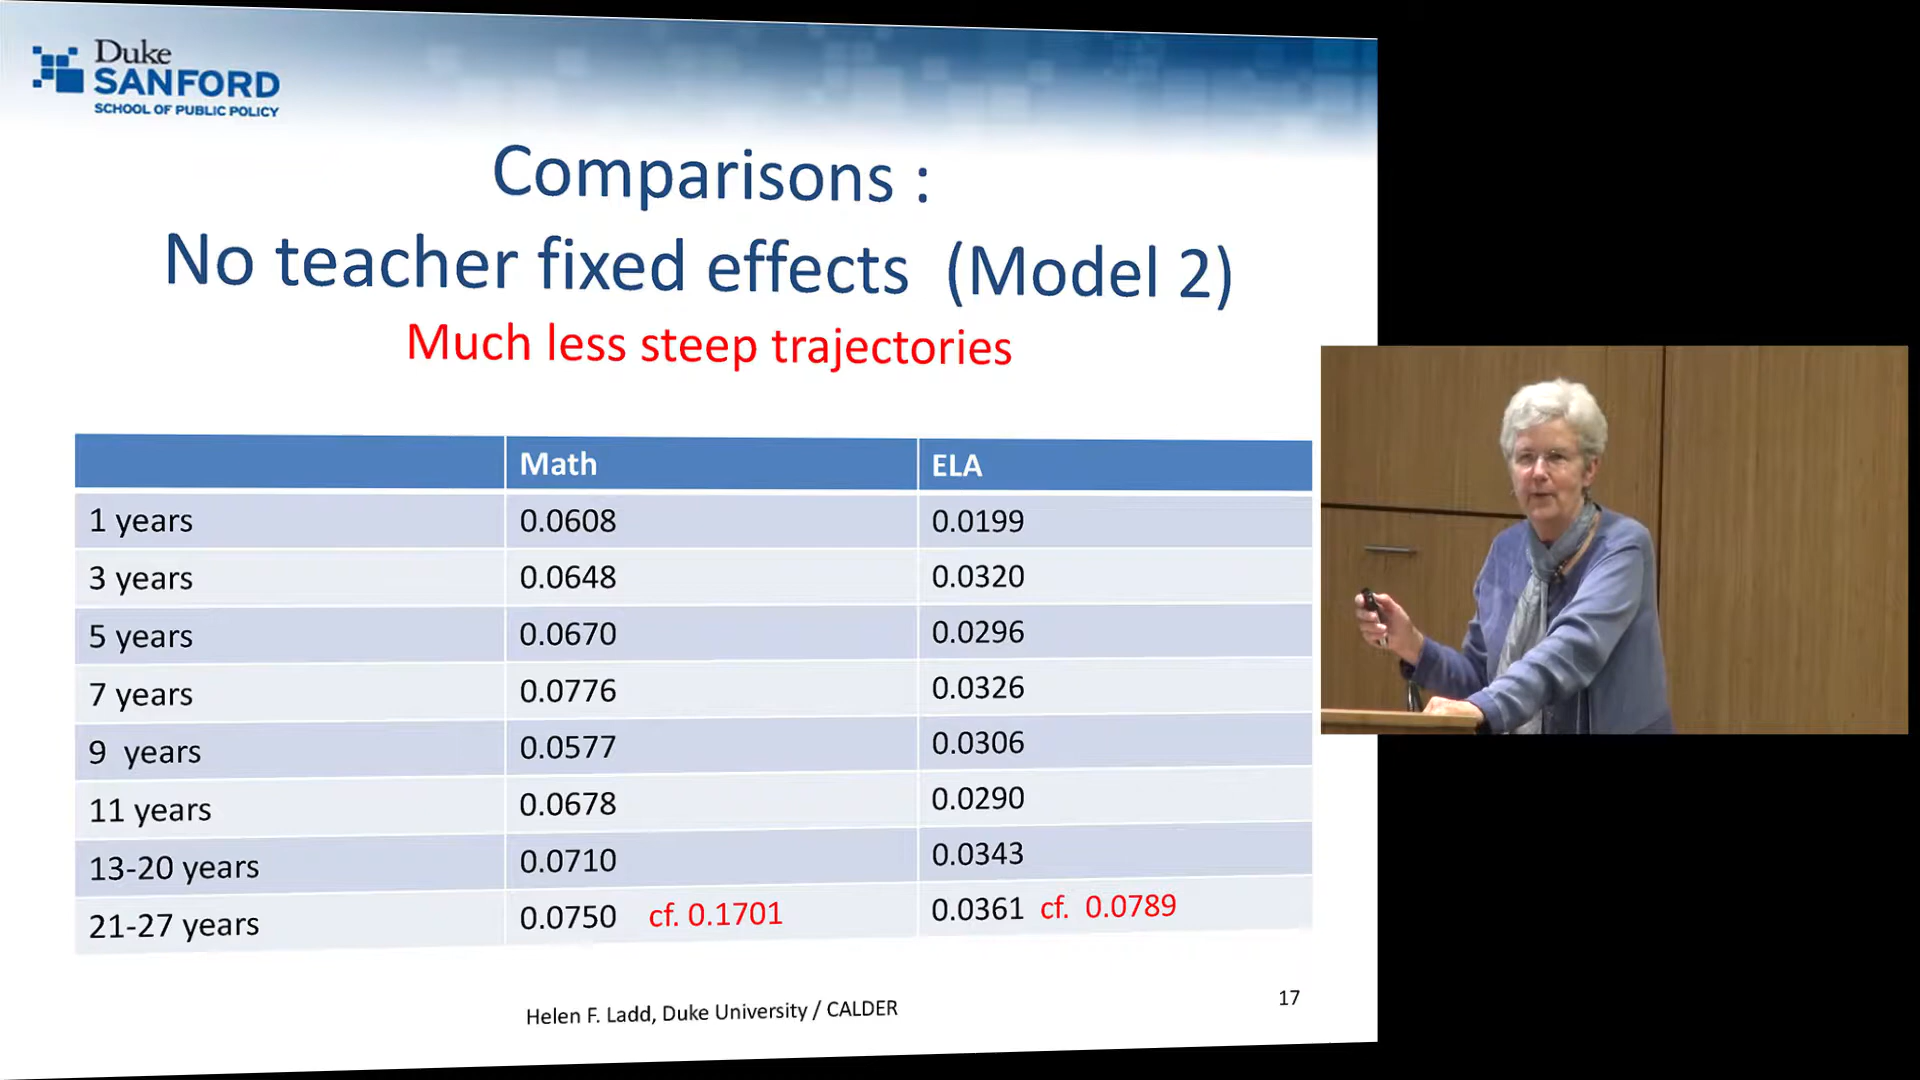 Duke
SANFORD
SCHOOL OF PUBLIC POLICY
Comparisons :
No teacher fixed effects (Model 2)
Much less steep trajectories
Math ELA
1 years 0.0608 0.0199
3 years 0.0648 0.0320
5 years 0.0670 0.0296
7 years 0.0776 0.0326
9 years 0.0577 0.0306
11 years 0.0678 0.0290
13-20 years 0.0710 0.0343
21-27 years 0.0750 cf. 0.1701 0.0361 cf. 0.0789
Helen F. Ladd, Duke University / CALDER
17